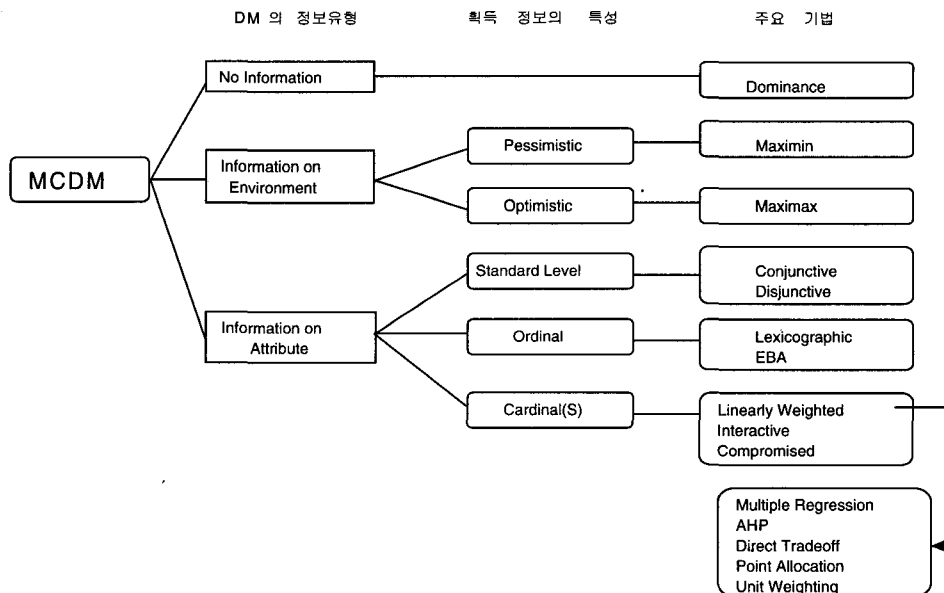 DM 의 정보유형 획득 정보의 특성 주요 기법
No Information
Dominance
MCDM
Information on
Environment
Pessimistic
Maximin
Optimistic
Maximax
Information on
Attribute
Standard Level
Conjunctive
Disjunctive
Ordinal
Lexicographic
EBA
Cardinal(S)
Linearly Weighted
Interactive
Compromised
Multiple Regression
AHP
Direct Tradeoff
Point Allocation
Unit Weighting